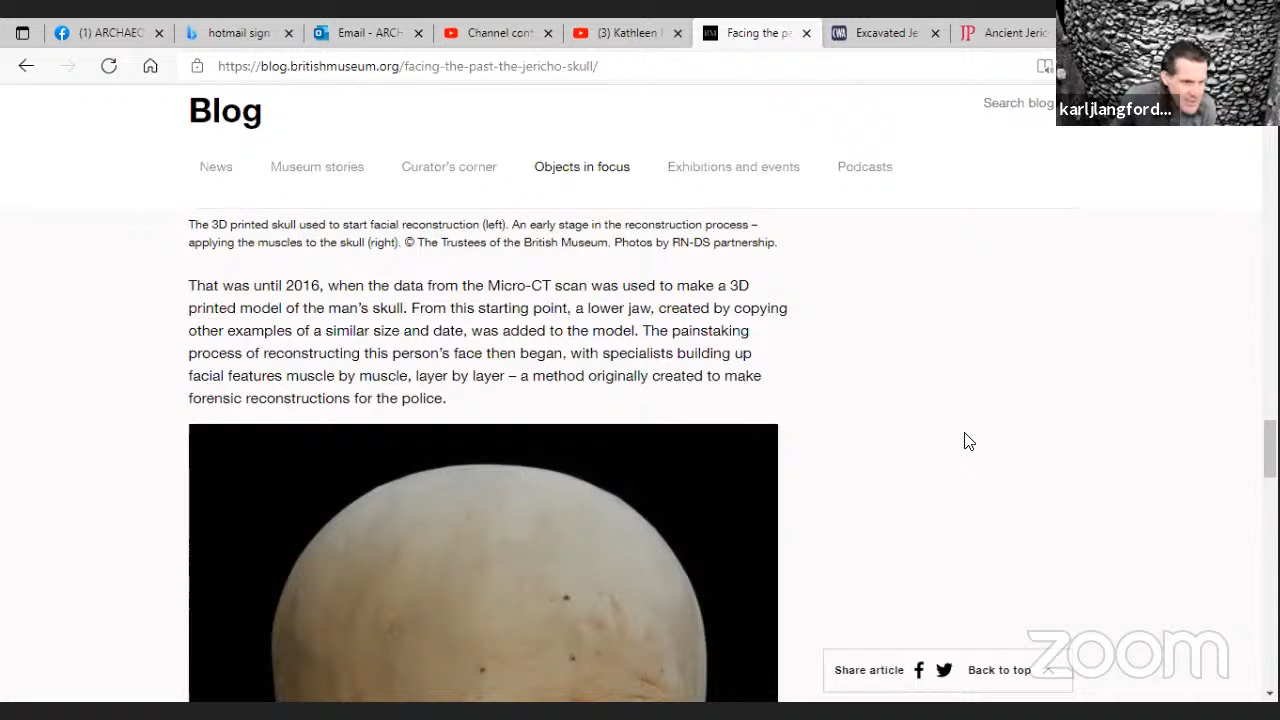 (1) ARCHAEC
hotmail sign
Email - ARCH
Channel cont
(3) Kathleen
Facing the pa
CWA
Excavated Je
JP
Ancient Jeric
https://blog.britishmuseum.org/facing-the-past-the-jericho-skull/
karljlangford...
Blog
Search blog
News
Museum stories
Curator's corner
Objects in focus
Exhibitions and events
Podcasts
The 3D printed skull used to start facial reconstruction (left). An early stage in the reconstruction process –
applying the muscles to the skull (right). © The Trustees of the British Museum. Photos by RN-DS partnership.
That was until 2016, when the data from the Micro-CT scan was used to make a 3D
printed model of the man's skull. From this starting point, a lower jaw, created by copying
other examples of a similar size and date, was added to the model. The painstaking
process of reconstructing this person's face then began, with specialists building up
facial features muscle by muscle, layer by layer – a method originally created to make
forensic reconstructions for the police.
Share article
Back to top
zoom